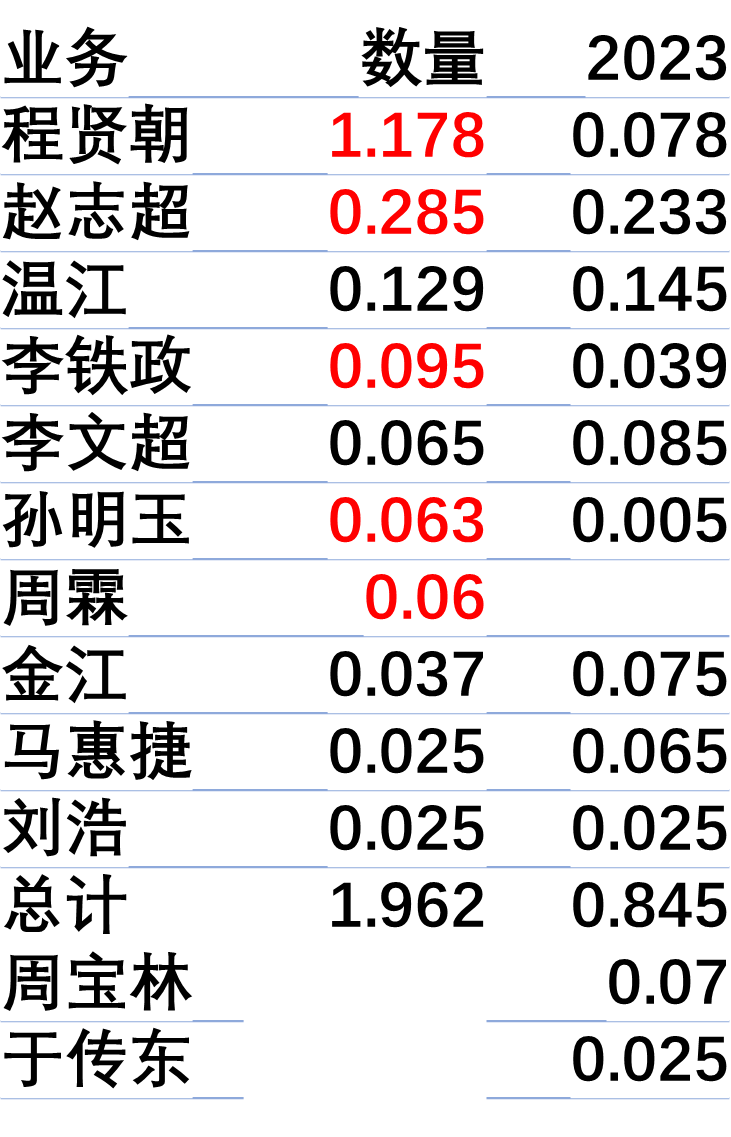 业务 数量 2023
程贤朝 1.178 0.078
赵志超 0.285 0.233
温江 0.129 0.145
李铁政 0.095 0.039
李文超 0.065 0.085
孙明玉 0.063 0.005
周霖 0.06
金江 0.037 0.075
马惠捷 0.025 0.065
刘浩 0.025 0.025
总计 1.962 0.845
周宝林 0.07
于传东 0.025